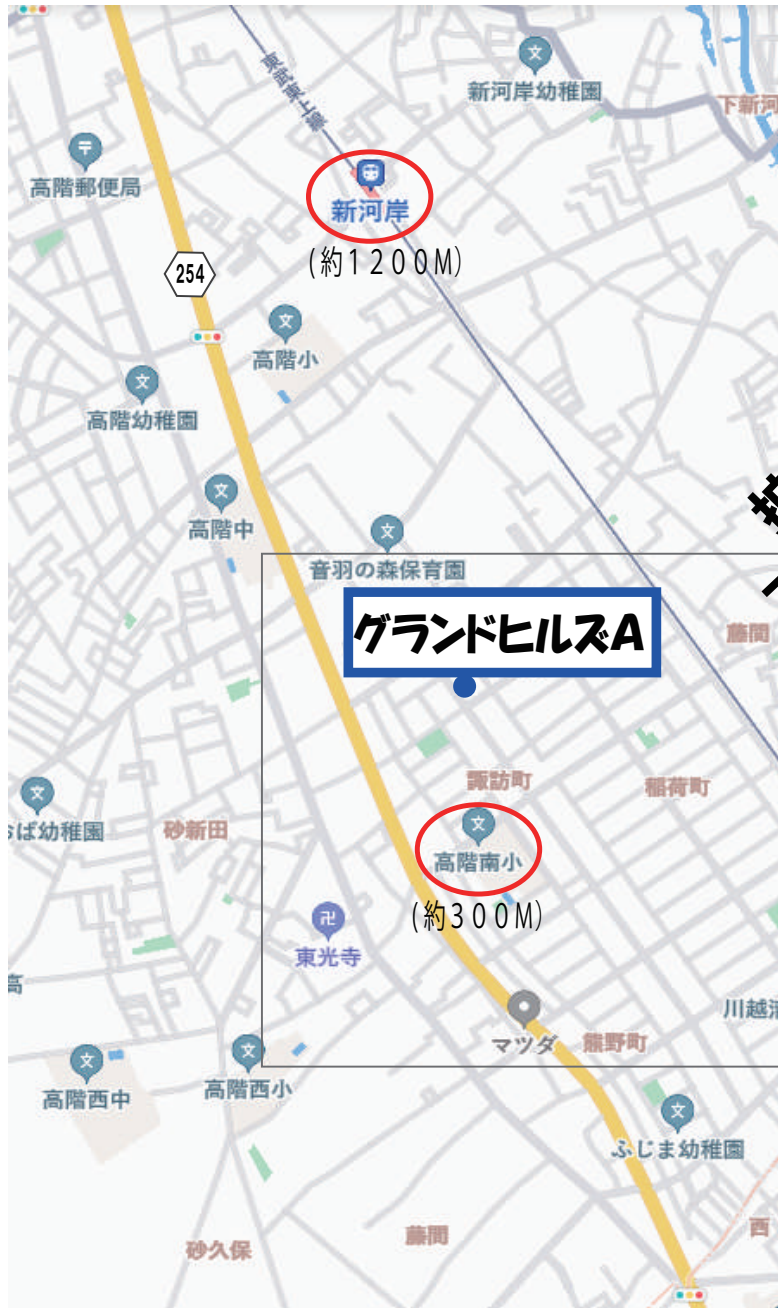 東武東上線
新河岸幼稚園
下新河
高階郵便局
新河岸
(約1200M)
254
高階小
高階幼稚園
高階中
音羽の森保育園
グランドヒルズA
藤間
諏訪町
稲荷町
ば幼稚園
砂新田
高階南小
(約300M)
東光寺
高
川越
マツダ
熊野町
高階西中
高階西小
ふじま幼稚園
藤間
西
砂久保